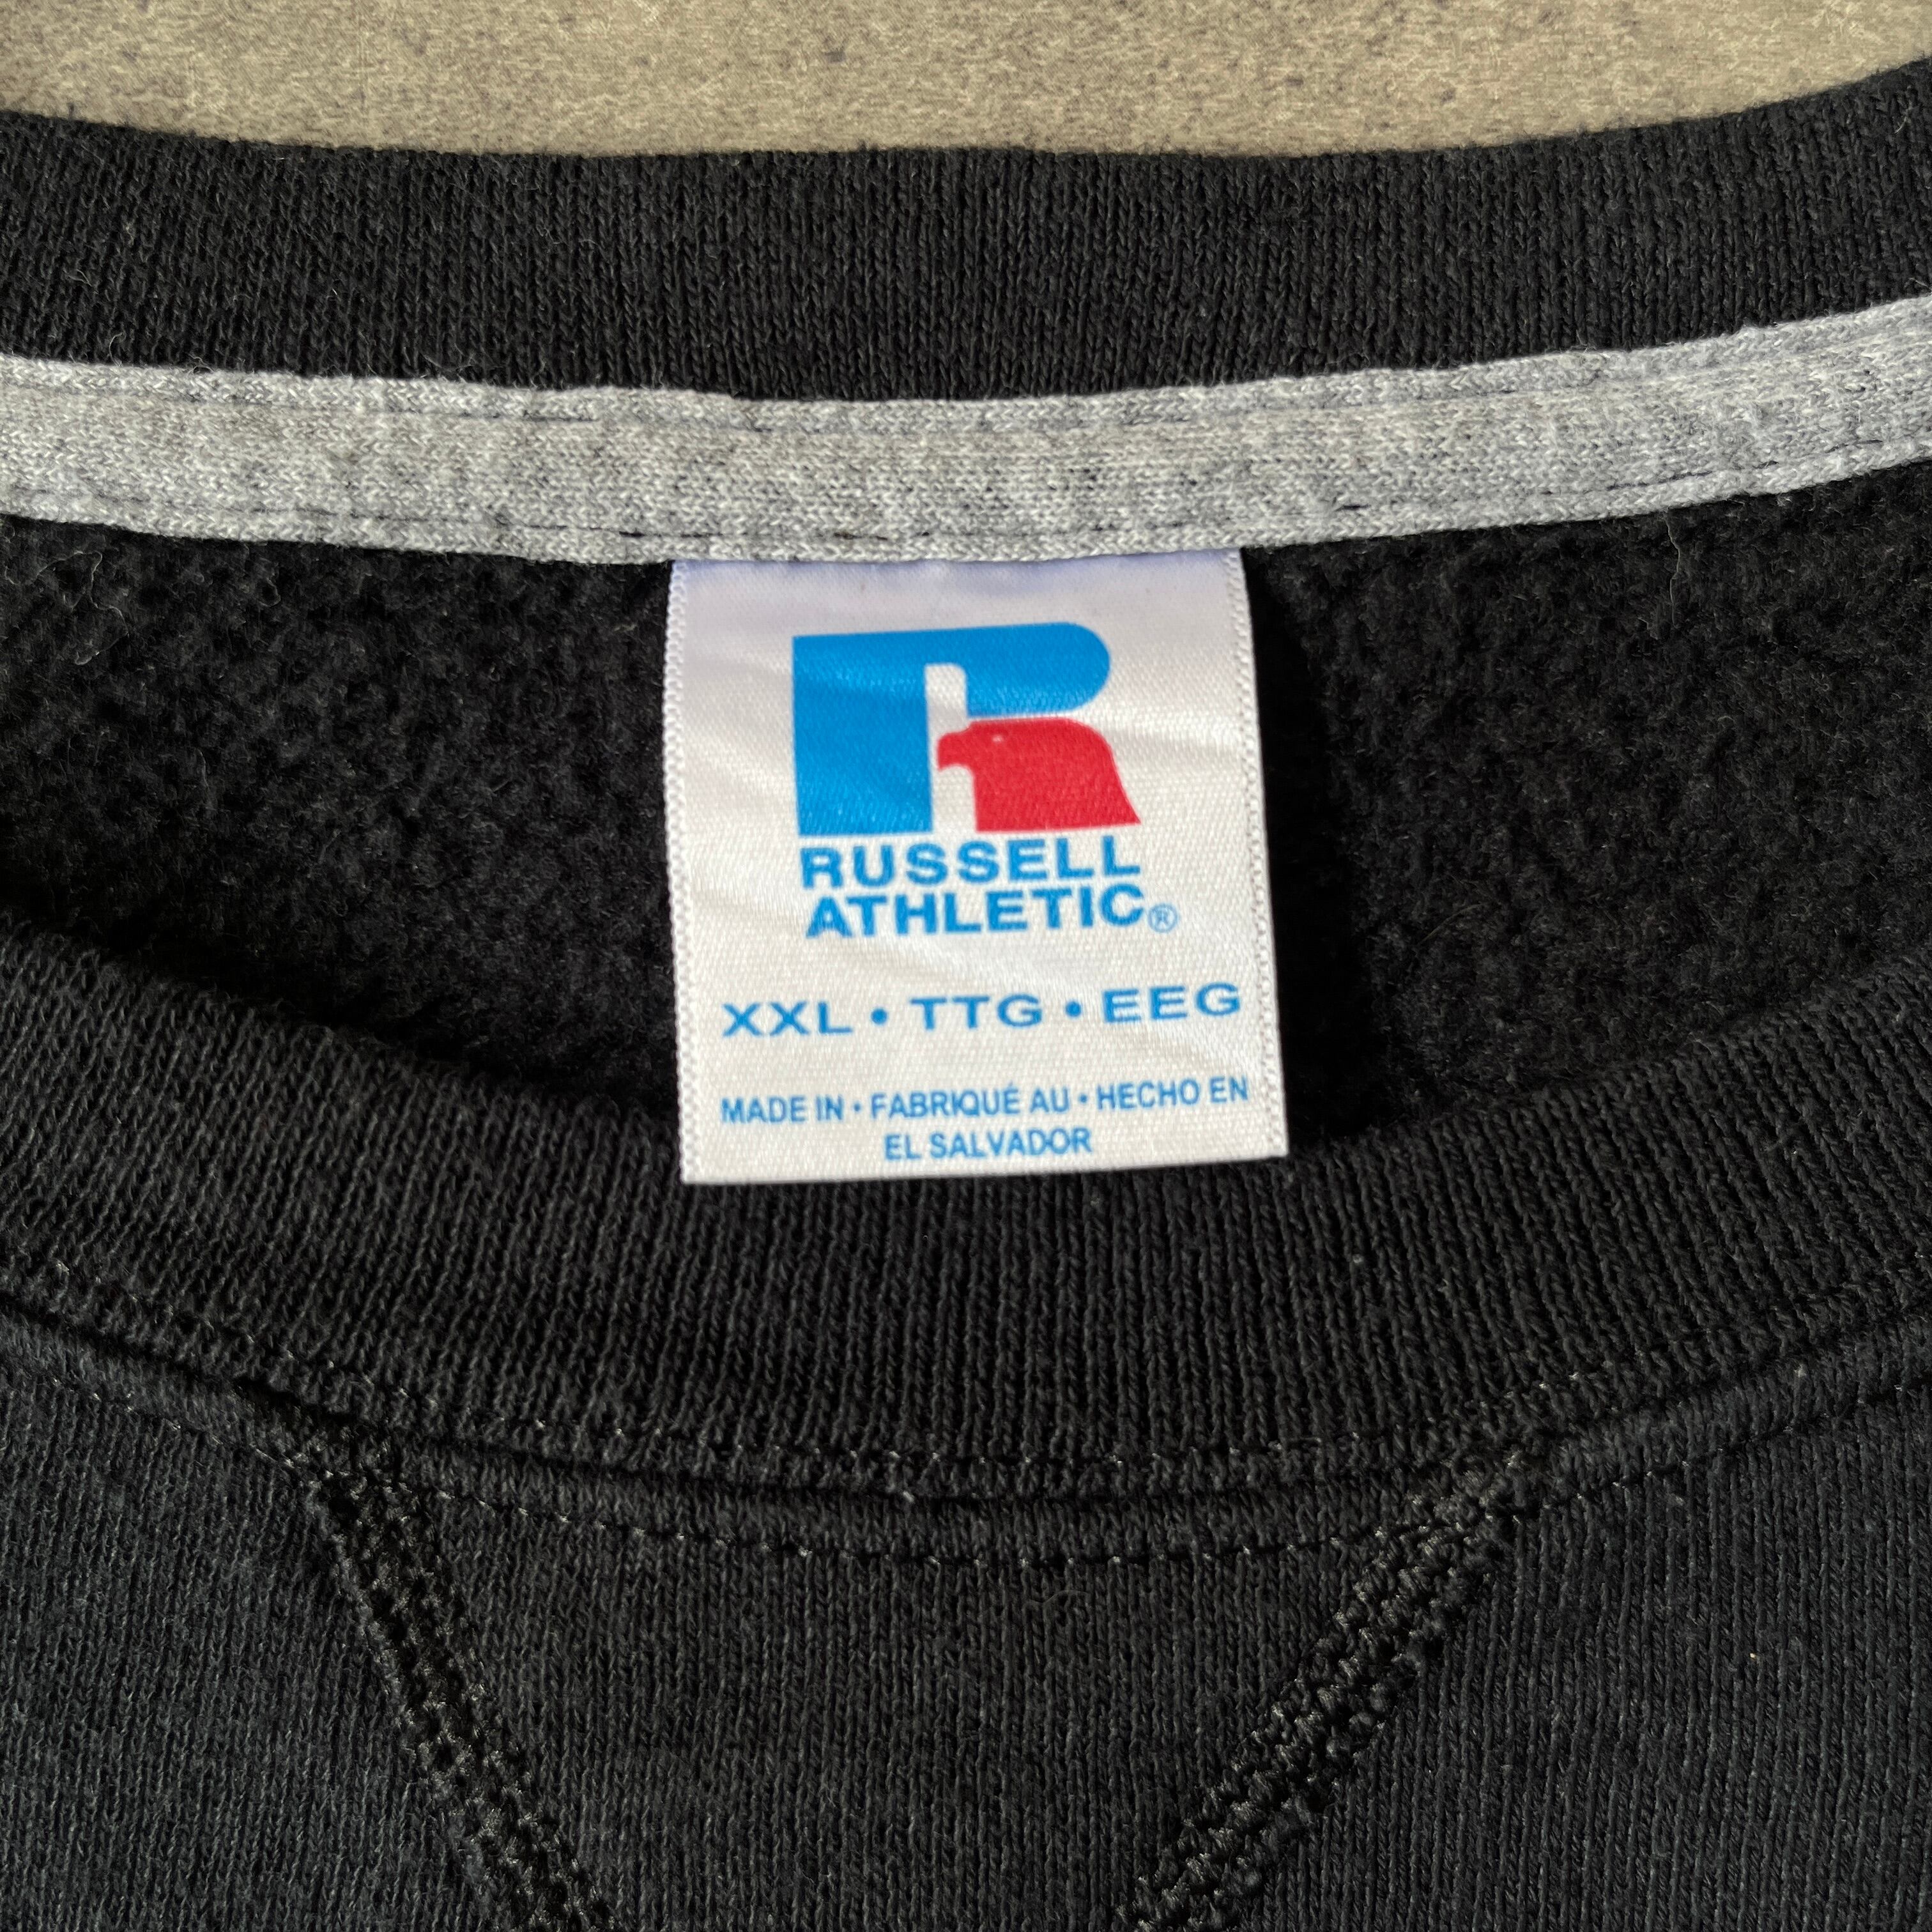 RUSSELL
ATHLETIC®
XXL • TTG • EEG
MADE IN • FABRIQUÉ AU • HECHO EN
EL SALVADOR